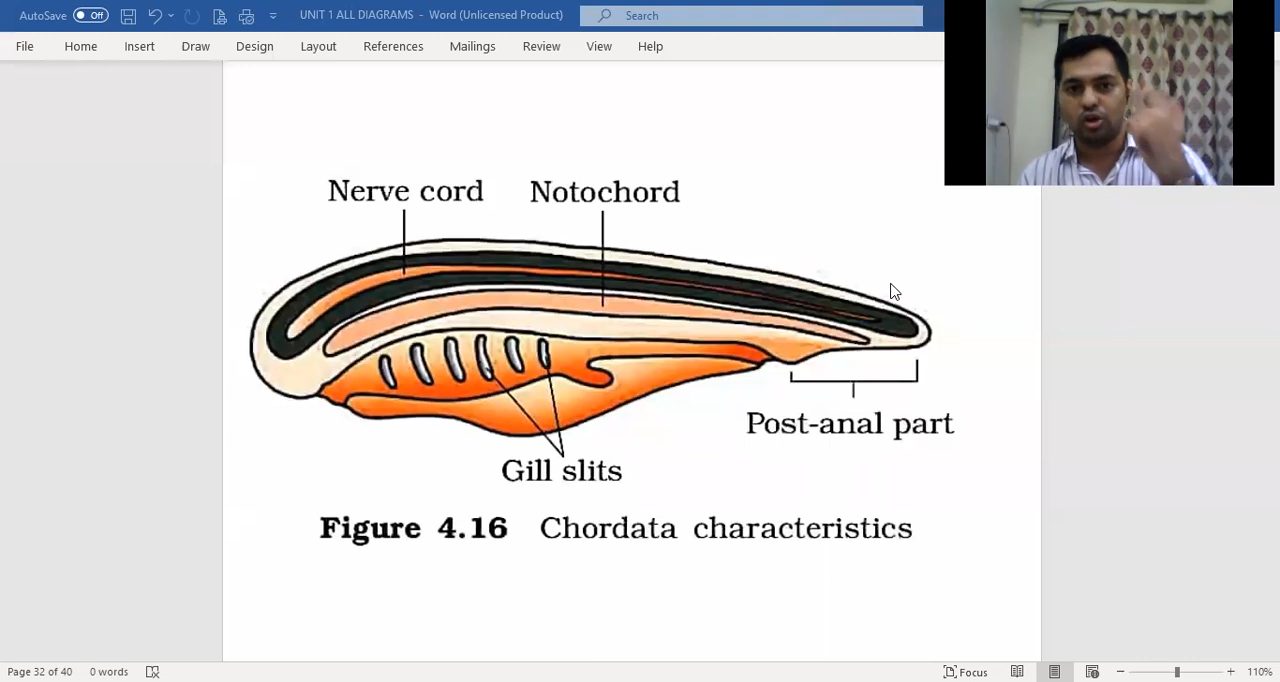 AutoSave Off UNIT 1 ALL DIAGRAMS - Word (Unlicensed Product) Search
File Home Insert Draw Design Layout References Mailings Review View Help
Nerve cord Notochord
Post-anal part
Gill slits
Figure 4.16 Chordata characteristics
Page 32 of 40 0 words Focus 110%